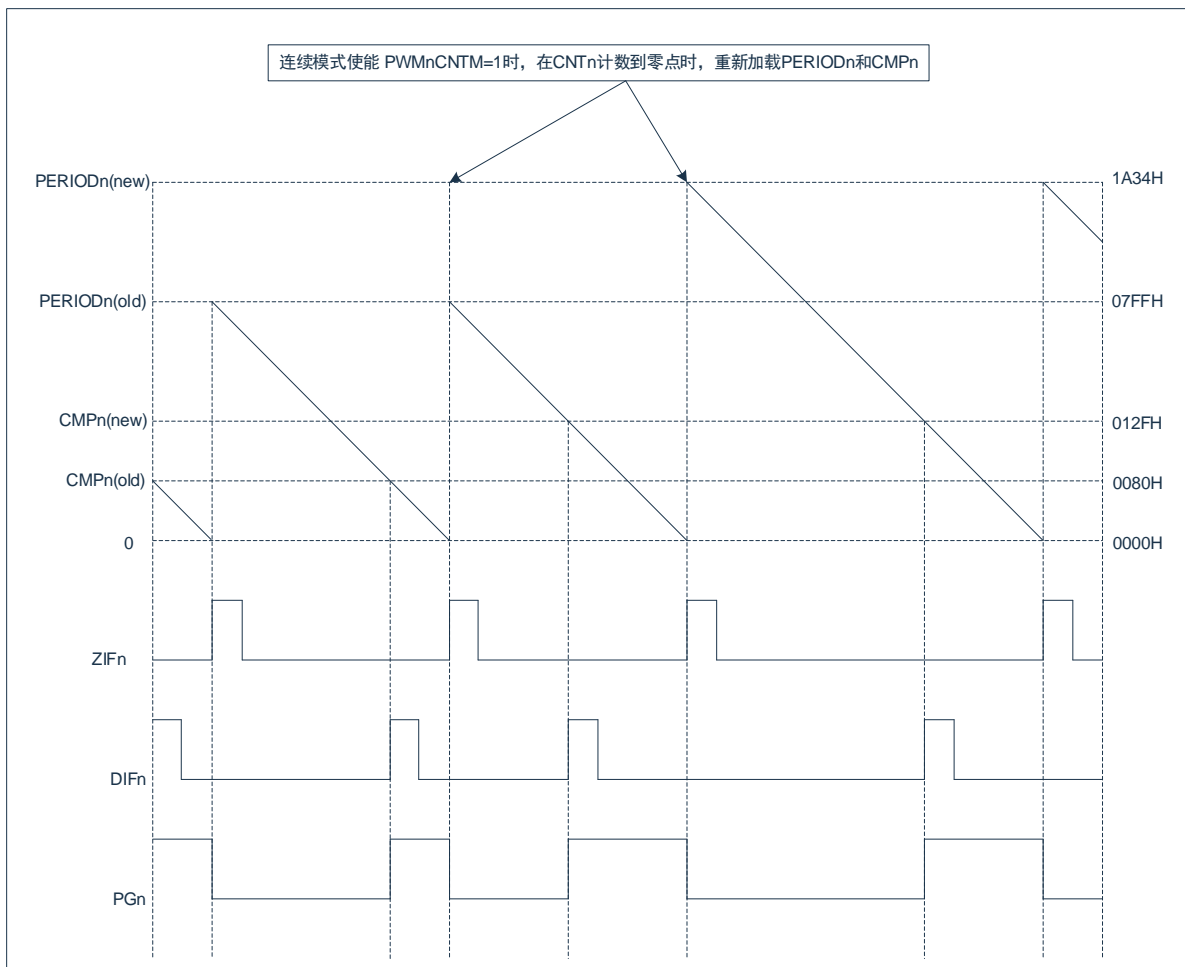 连续模式使能 PWMnCNTM=1时，在CNTn计数到零点时，重新加载PERIODn和CMPn
PERIODn(new)
1A34H
PERIODn(old)
07FFH
CMPn(new)
012FH
CMPn(old)
0080H
0
0000H
ZIFn
DIFn
PGn